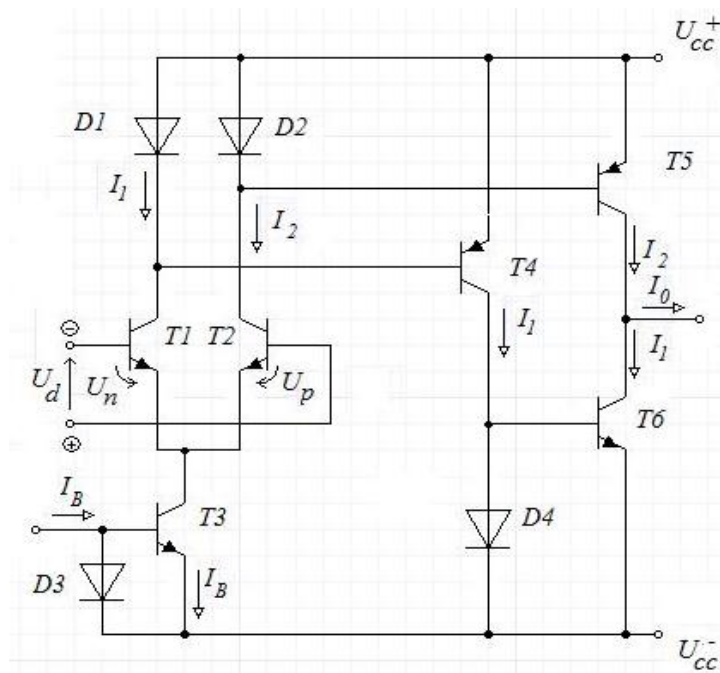 Ucc+
D1
D2
T5
I1
I2
T4
I2
I0
⊖
T1
T2
I1
I1
Ud
Un
Up
⊕
T6
IB
T3
D4
D3
IB
Ucc-